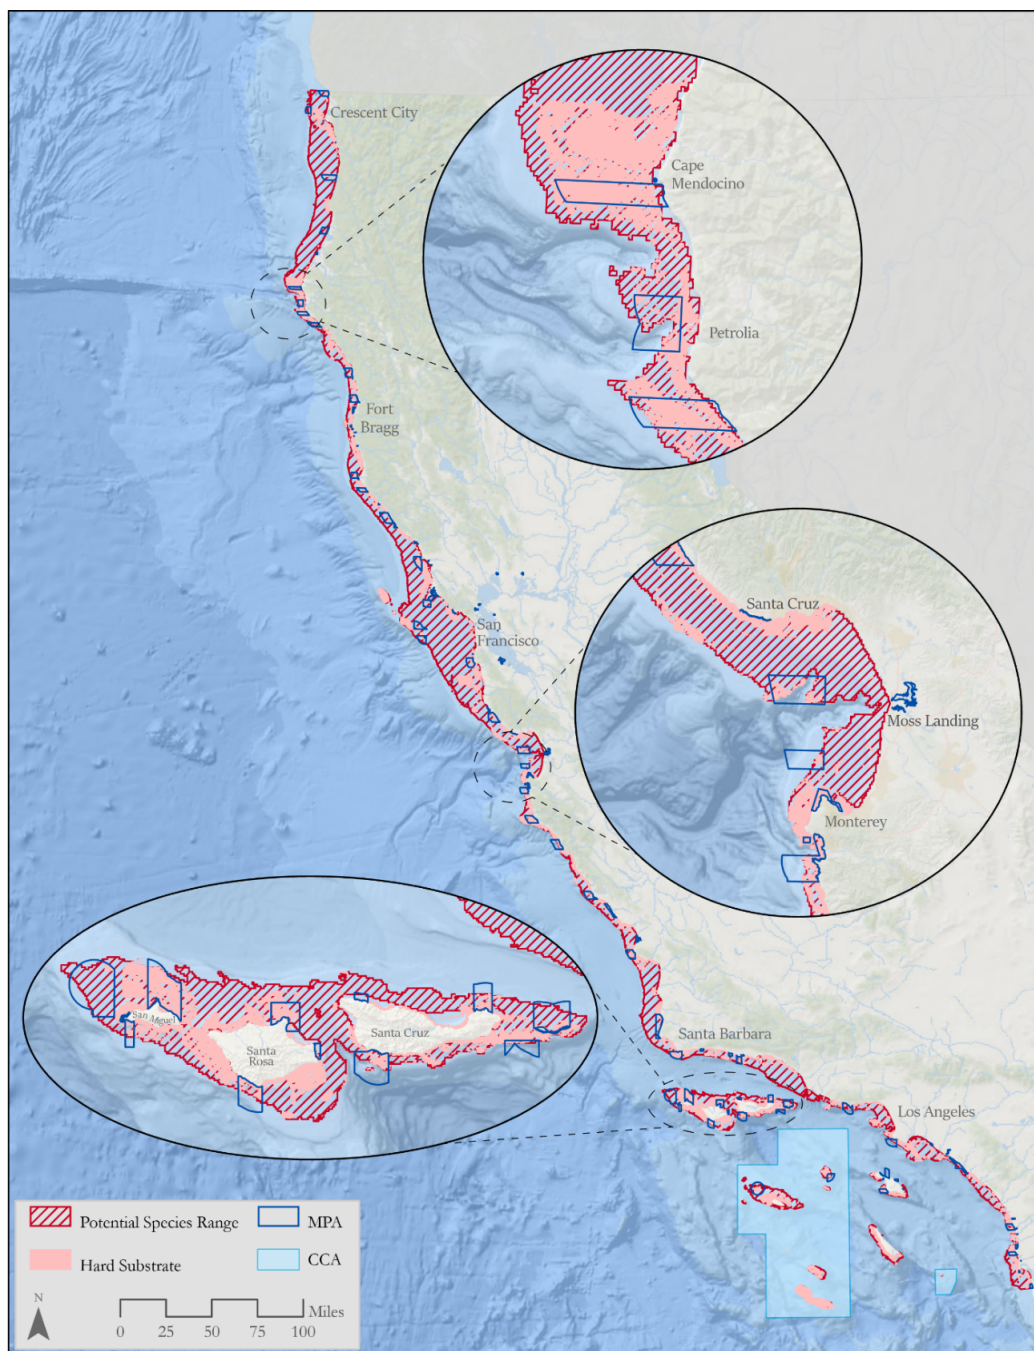 Crescent City
Cape
Mendocino
Petrolia
Fort
Bragg
San
Francisco
Santa Cruz
Moss Landing
Monterey
San Miguel
Santa
Rosa
Santa Cruz
Santa Barbara
Los Angeles
Potential Species Range
MPA
Hard Substrate
CCA
N
Miles
0 25 50 75 100